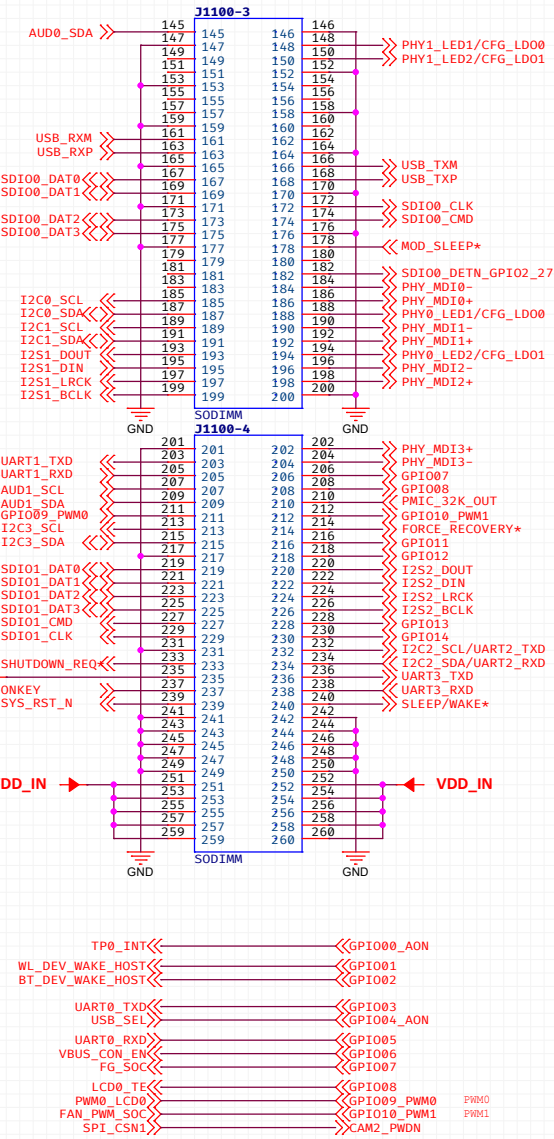 J1100-3
AUD0_SDA 145 145 146 146
147 147 148 148 PHY1_LED1/CFG_LDO0
149 149 150 150 PHY1_LED2/CFG_LDO1
151 151 152 152
153 153 154 154
155 155 156 156
157 157 158 158
159 159 160 160
USB_RXM 161 161 162 162
USB_RXP 163 163 164 164
165 165 166 166 USB_TXM
SDIO0_DAT0 167 167 168 168 USB_TXP
SDIO0_DAT1 169 169 170 170
171 171 172 172 SDIO0_CLK
SDIO0_DAT2 173 173 174 174 SDIO0_CMD
SDIO0_DAT3 175 175 176 176
177 177 178 178 MOD_SLEEP*
179 179 180 180
181 181 182 182 SDIO0_DETN_GPIO2_27
183 183 184 184 PHY_MDI0-
I2C0_SCL 185 185 186 186 PHY_MDI0+
I2C0_SDA 187 187 188 188 PHY0_LED1/CFG_LDO0
I2C1_SCL 189 189 190 190 PHY_MDI1-
I2C1_SDA 191 191 192 192 PHY_MDI1+
I2S1_DOUT 193 193 194 194 PHY0_LED2/CFG_LDO1
I2S1_DIN 195 195 196 196 PHY_MDI2-
I2S1_LRCK 197 197 198 198 PHY_MDI2+
I2S1_BCLK 199 199 200 200
SODIMM
GND GND
J1100-4
201 201 202 202 PHY_MDI3+
UART1_TXD 203 203 204 204 PHY_MDI3-
UART1_RXD 205 205 206 206 GPIO07
AUD1_SCL 207 207 208 208 GPIO08
AUD1_SDA 209 209 210 210 PMIC_32K_OUT
GPIO09_PWM0 211 211 212 212 GPIO10_PWM1
I2C3_SCL 213 213 214 214 FORCE_RECOVERY*
I2C3_SDA 215 215 216 216 GPIO11
217 217 218 218 GPIO12
SDIO1_DAT0 219 219 220 220 I2S2_DOUT
SDIO1_DAT1 221 221 222 222 I2S2_DIN
SDIO1_DAT2 223 223 224 224 I2S2_LRCK
SDIO1_DAT3 225 225 226 226 I2S2_BCLK
SDIO1_CMD 227 227 228 228 GPIO13
SDIO1_CLK 229 229 230 230 GPIO14
231 231 232 232 I2C2_SCL/UART2_TXD
SHUTDOWN_REQ* 233 233 234 234 I2C2_SDA/UART2_RXD
235 235 236 236 UART3_TXD
ONKEY 237 237 238 238 UART3_RXD
SYS_RST_N 239 239 240 240 SLEEP/WAKE*
241 241 242 242
243 243 244 244
245 245 246 246
247 247 248 248
249 249 250 250
DD_IN 251 251 252 252 VDD_IN
253 253 254 254
255 255 256 256
257 257 258 258
259 259 260 260
SODIMM
GND GND
TP0_INT GPIO00_AON
WL_DEV_WAKE_HOST GPIO01
BT_DEV_WAKE_HOST GPIO02
UART0_TXD GPIO03
USB_SEL GPIO04_AON
UART0_RXD GPIO05
VBUS_CON_EN GPIO06
FG_SOC GPIO07
LCD0_TE GPIO08
PWM0_LCD0 GPIO09_PWM0 PWM0
FAN_PWM_SOC GPIO10_PWM1 PWM1
SPI_CSN1 CAM2_PWDN